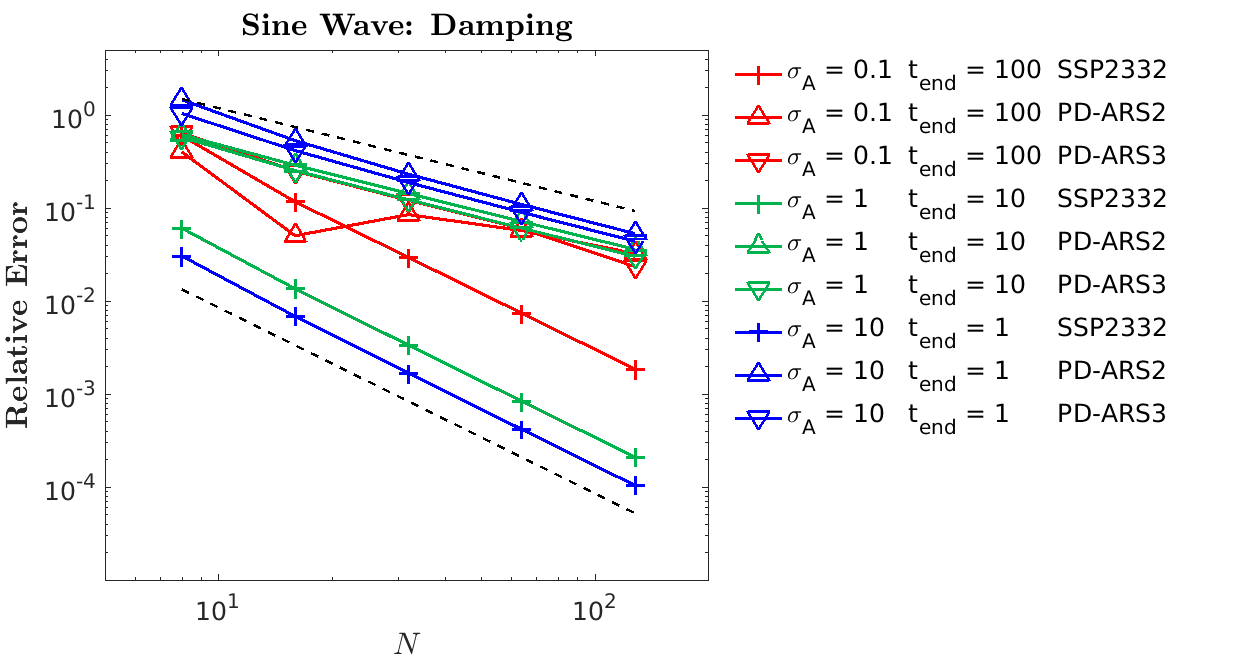 Sine Wave: Damping
Relative Error
10^0
10^-1
10^-2
10^-3
10^-4
10^1
10^2
N
σ_A = 0.1 t_end = 100 SSP2332
σ_A = 0.1 t_end = 100 PD-ARS2
σ_A = 0.1 t_end = 100 PD-ARS3
σ_A = 1 t_end = 10 SSP2332
σ_A = 1 t_end = 10 PD-ARS2
σ_A = 1 t_end = 10 PD-ARS3
σ_A = 10 t_end = 1 SSP2332
σ_A = 10 t_end = 1 PD-ARS2
σ_A = 10 t_end = 1 PD-ARS3